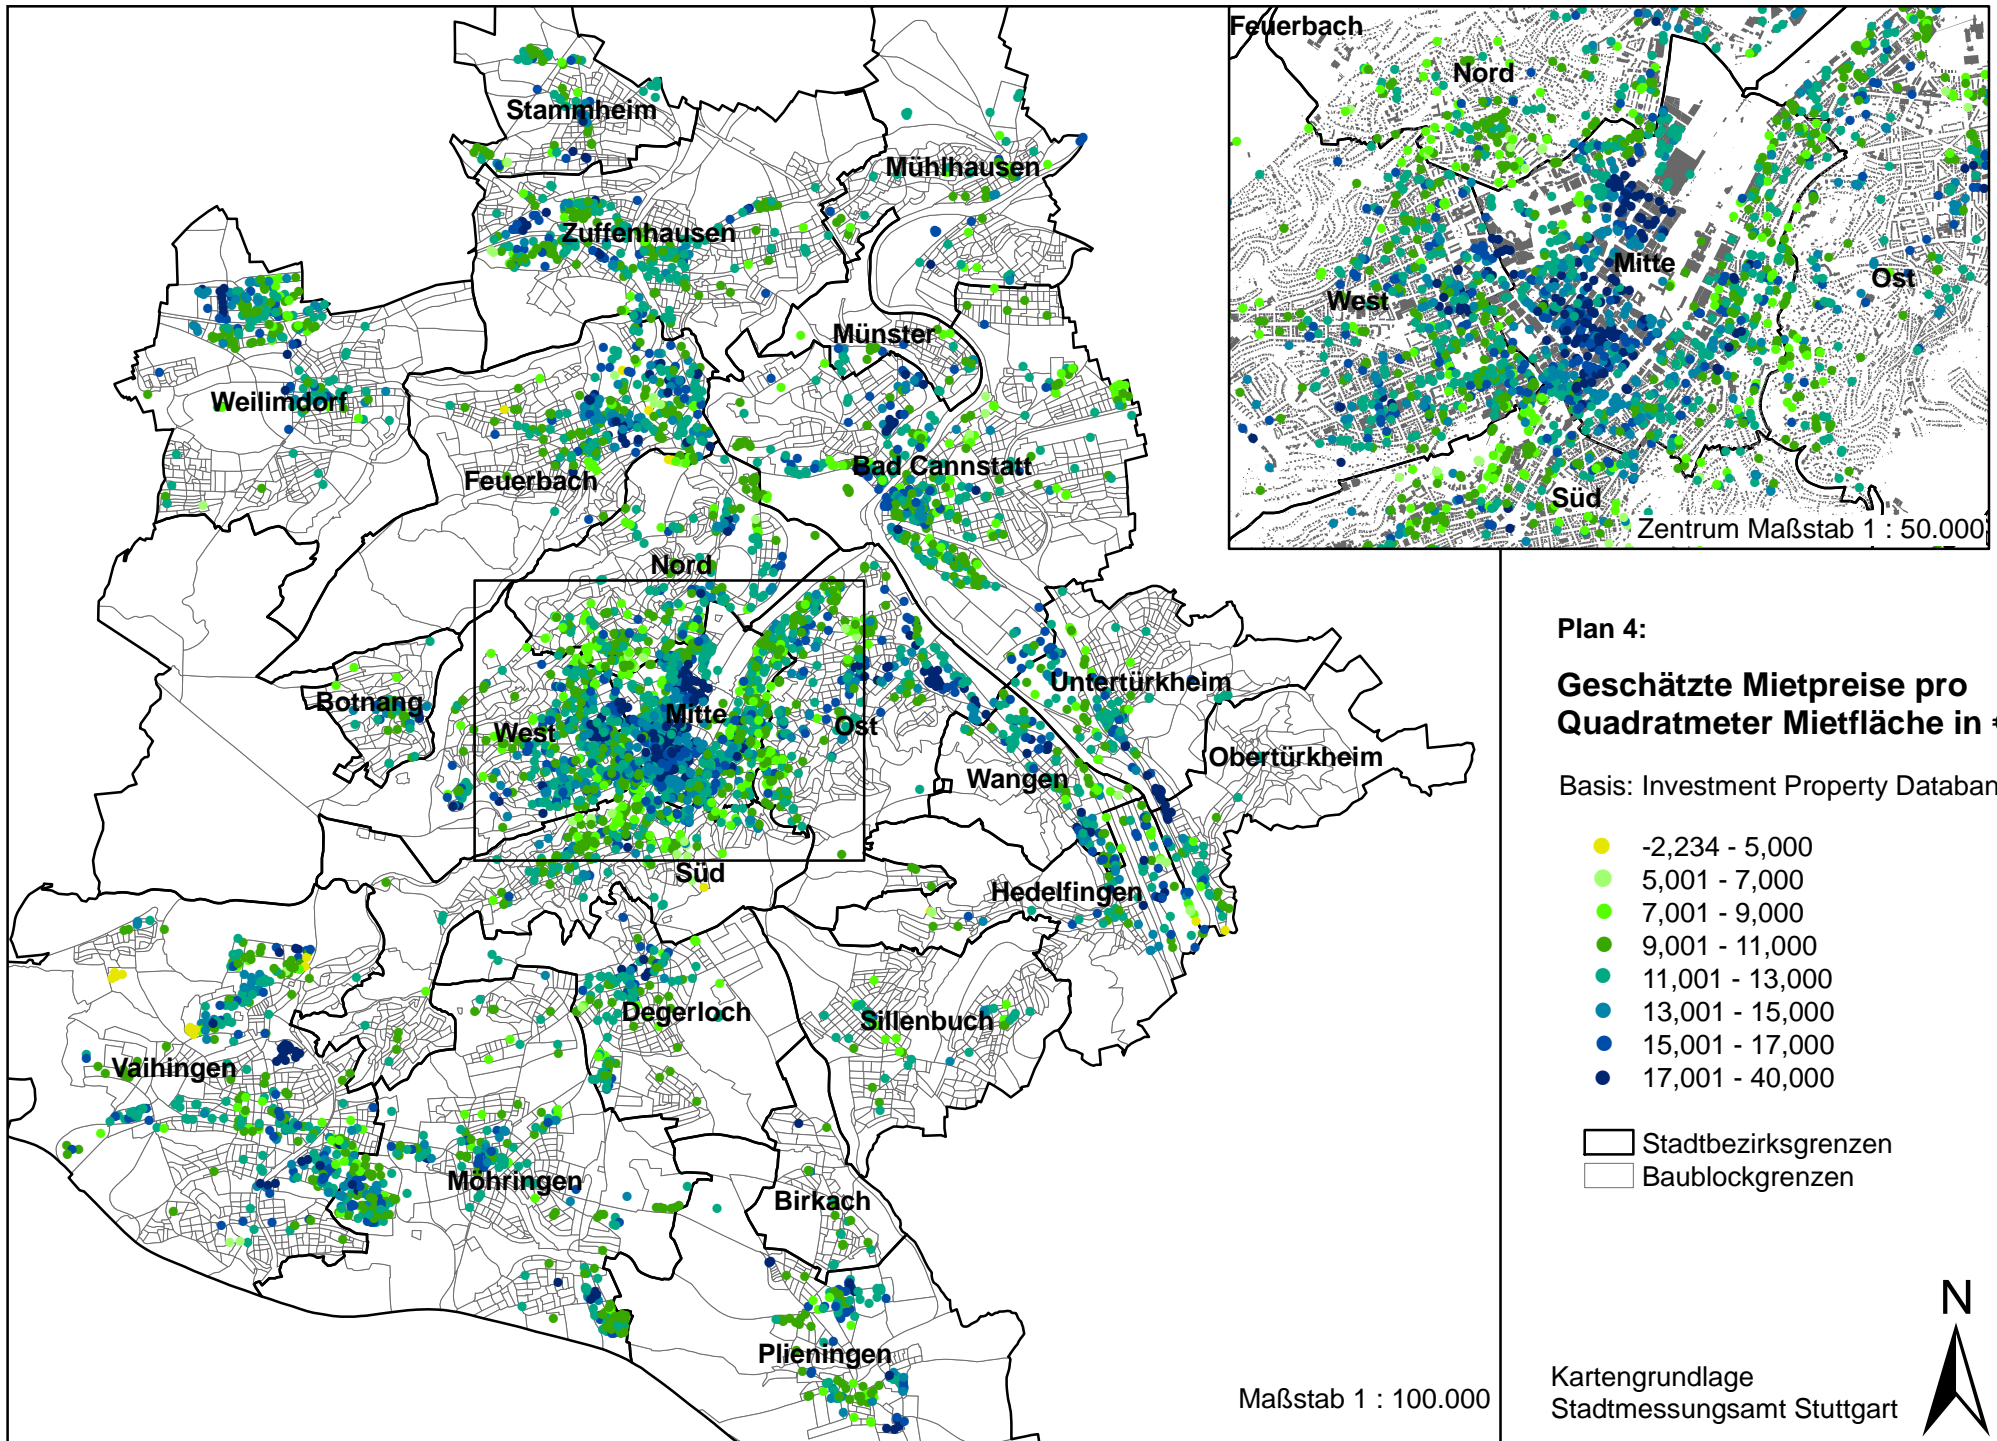 Stammheim
Mühlhausen
Zuffenhausen
Münster
Weilimdorf
Feuerbach
Bad Cannstatt
Nord
Botnang
West
Mitte
Ost
Untertürkheim
Obertürkheim
Wangen
Süd
Hedelfingen
Degerloch
Sillenbuch
Vaihingen
Möhringen
Birkach
Plieningen
Maßstab 1 : 100.000
Feuerbach
Nord
Mitte
West
Ost
Süd
Zentrum Maßstab 1 : 50.000
Plan 4:
Geschätzte Mietpreise pro
Quadratmeter Mietfläche in
Basis: Investment Property Databan
-2,234 - 5,000
5,001 - 7,000
7,001 - 9,000
9,001 - 11,000
11,001 - 13,000
13,001 - 15,000
15,001 - 17,000
17,001 - 40,000
Stadtbezirksgrenzen
Baublockgrenzen
N
Kartengrundlage
Stadtmessungsamt Stuttgart